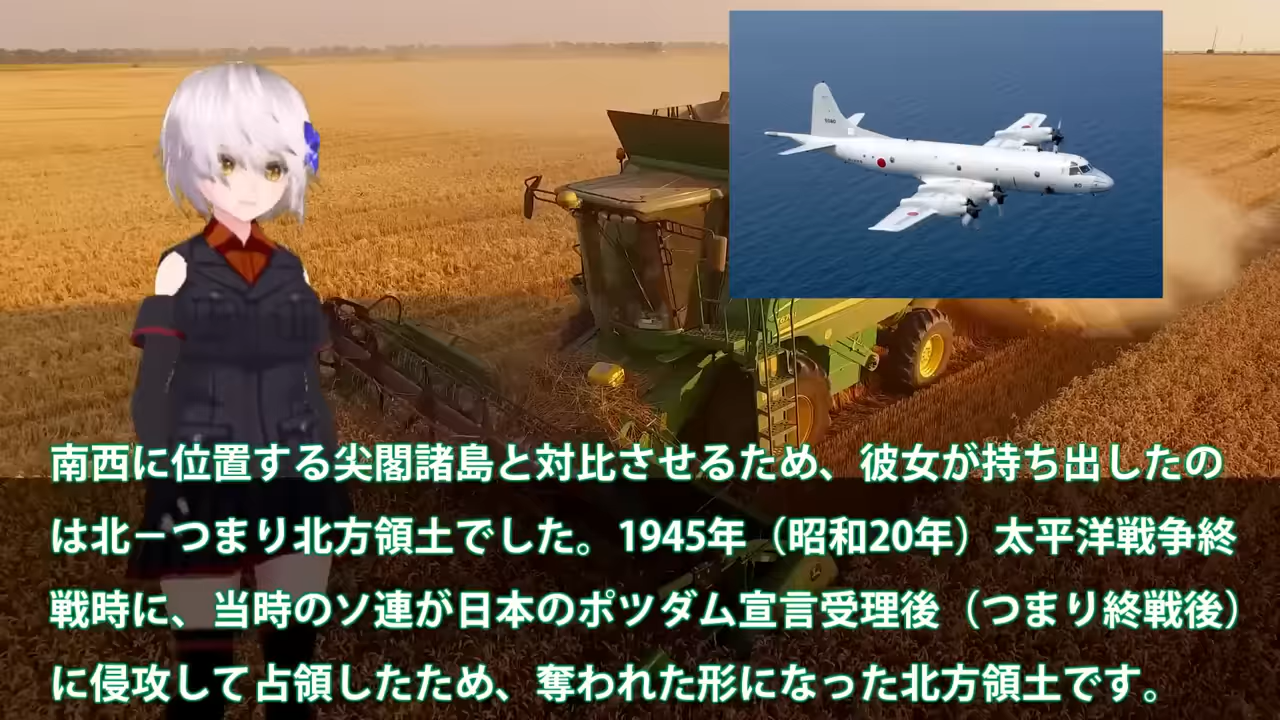 南西に位置する尖閣諸島と対比させるため、彼女が持ち出したの
は北－つまり北方領土でした。1945年（昭和20年）太平洋戦争終
戦時に、当時のソ連が日本のポツダム宣言受理後（つまり終戦後）
に侵攻して占領したため、奪われた形になった北方領土です。